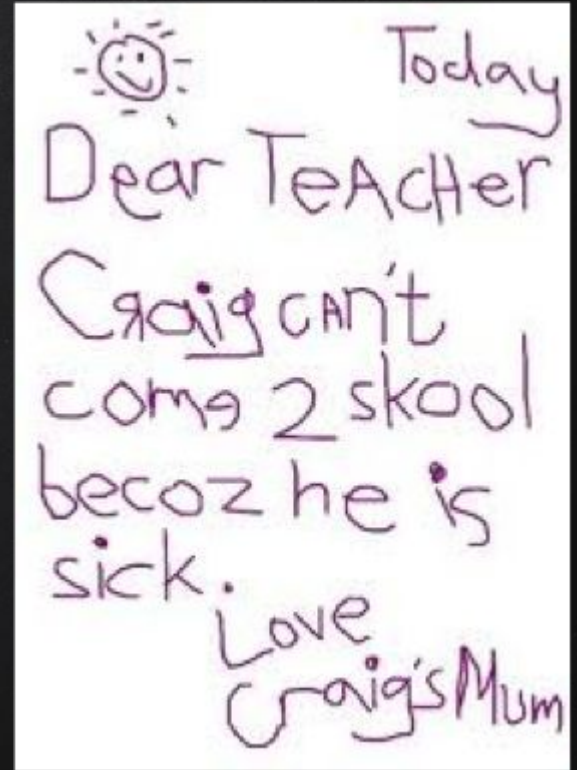 Today
Dear TeAcHer
Craig cAn't
come 2 skool
becoz he is
sick.
Love
Craig's Mum